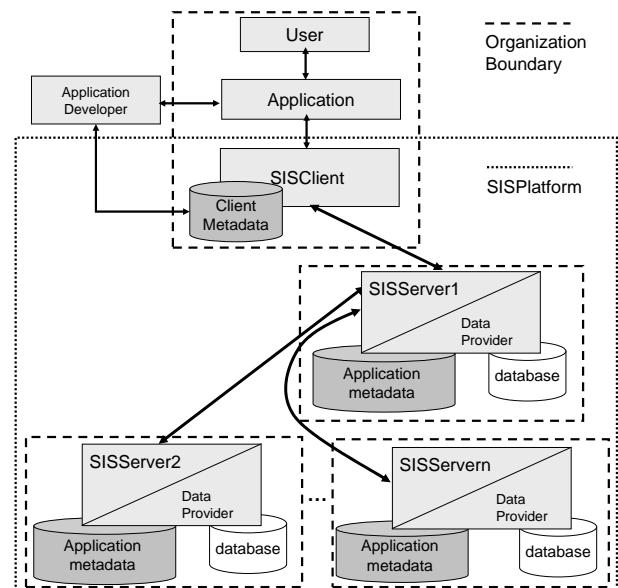 User
Organization
Boundary
Application
Developer
Application
SISClient
SISPlatform
Client
Metadata
SISServer1
Data
Provider
Application
metadata
database
SISServer2
Data
Provider
Application
metadata
database
...
SISServern
Data
Provider
Application
metadata
database